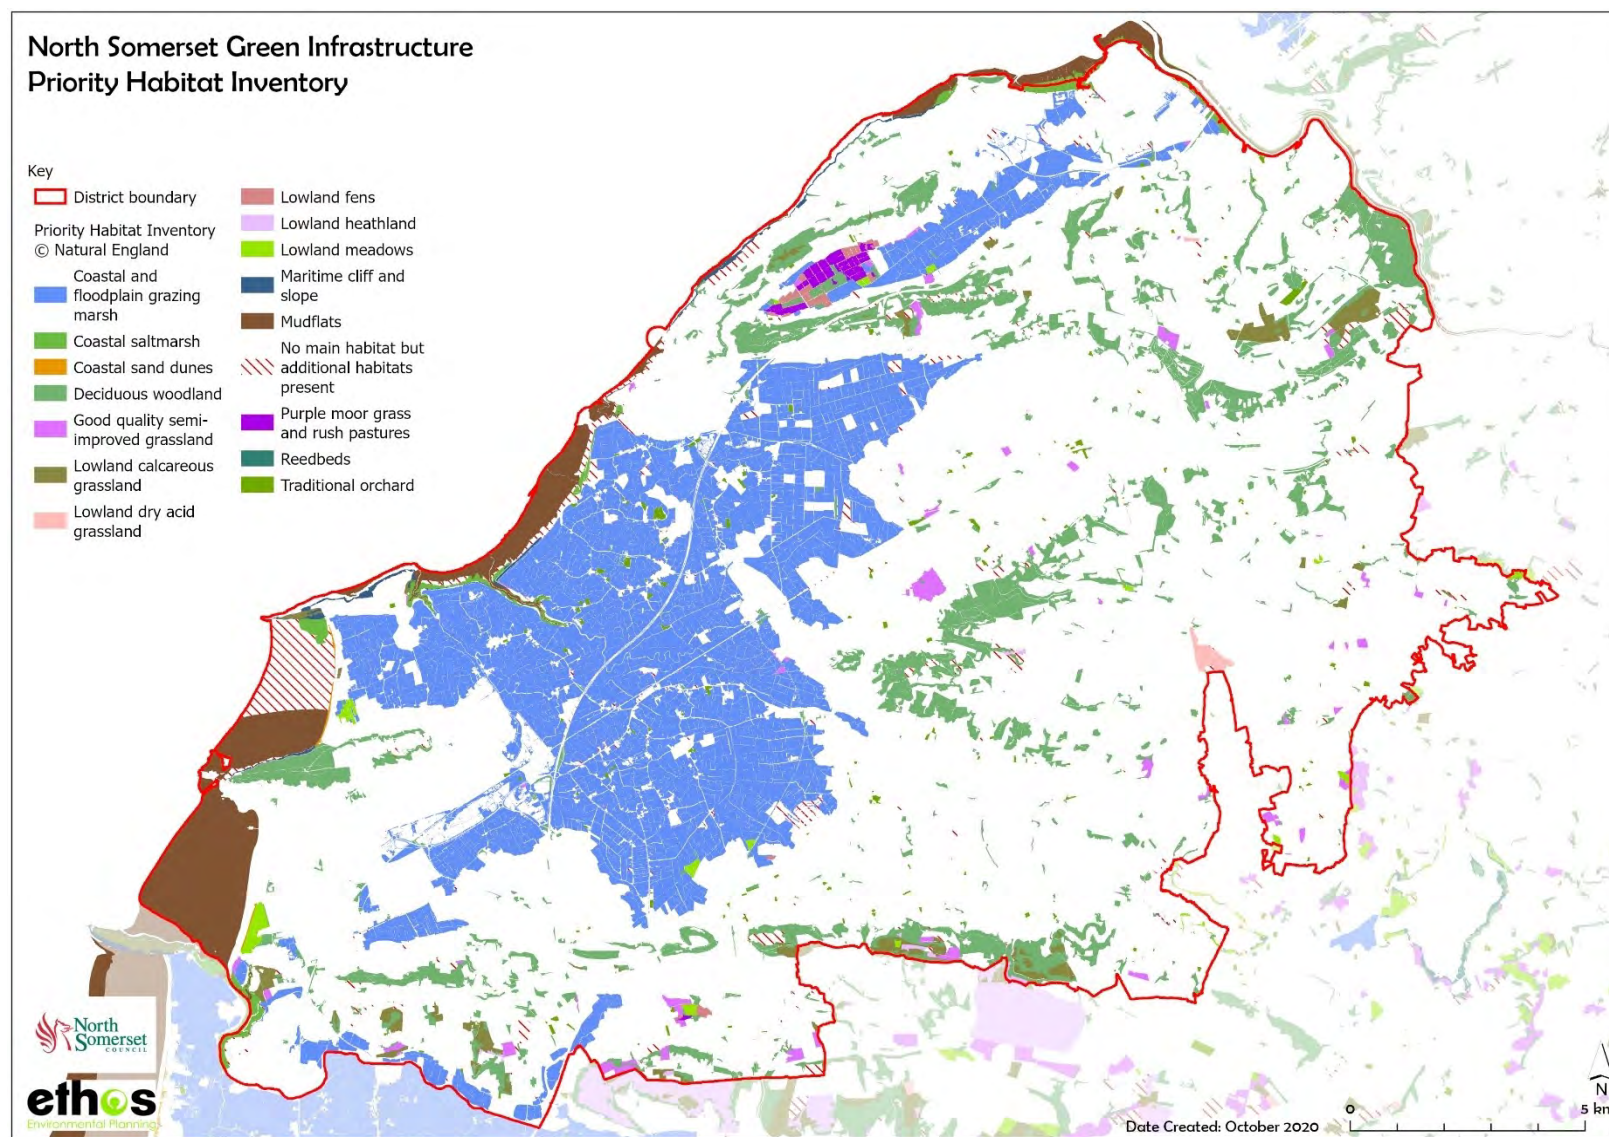 North Somerset Green Infrastructure
Priority Habitat Inventory
Key
District boundary
Priority Habitat Inventory
© Natural England
Coastal and
floodplain grazing
marsh
Coastal saltmarsh
Coastal sand dunes
Deciduous woodland
Good quality semi-
improved grassland
Lowland calcareous
grassland
Lowland dry acid
grassland
Lowland fens
Lowland heathland
Lowland meadows
Maritime cliff and
slope
Mudflats
No main habitat but
additional habitats
present
Purple moor grass
and rush pastures
Reedbeds
Traditional orchard
North
Somerset
COUNCIL
ethos
Environmental Planning
N
0
5 km
Date Created: October 2020